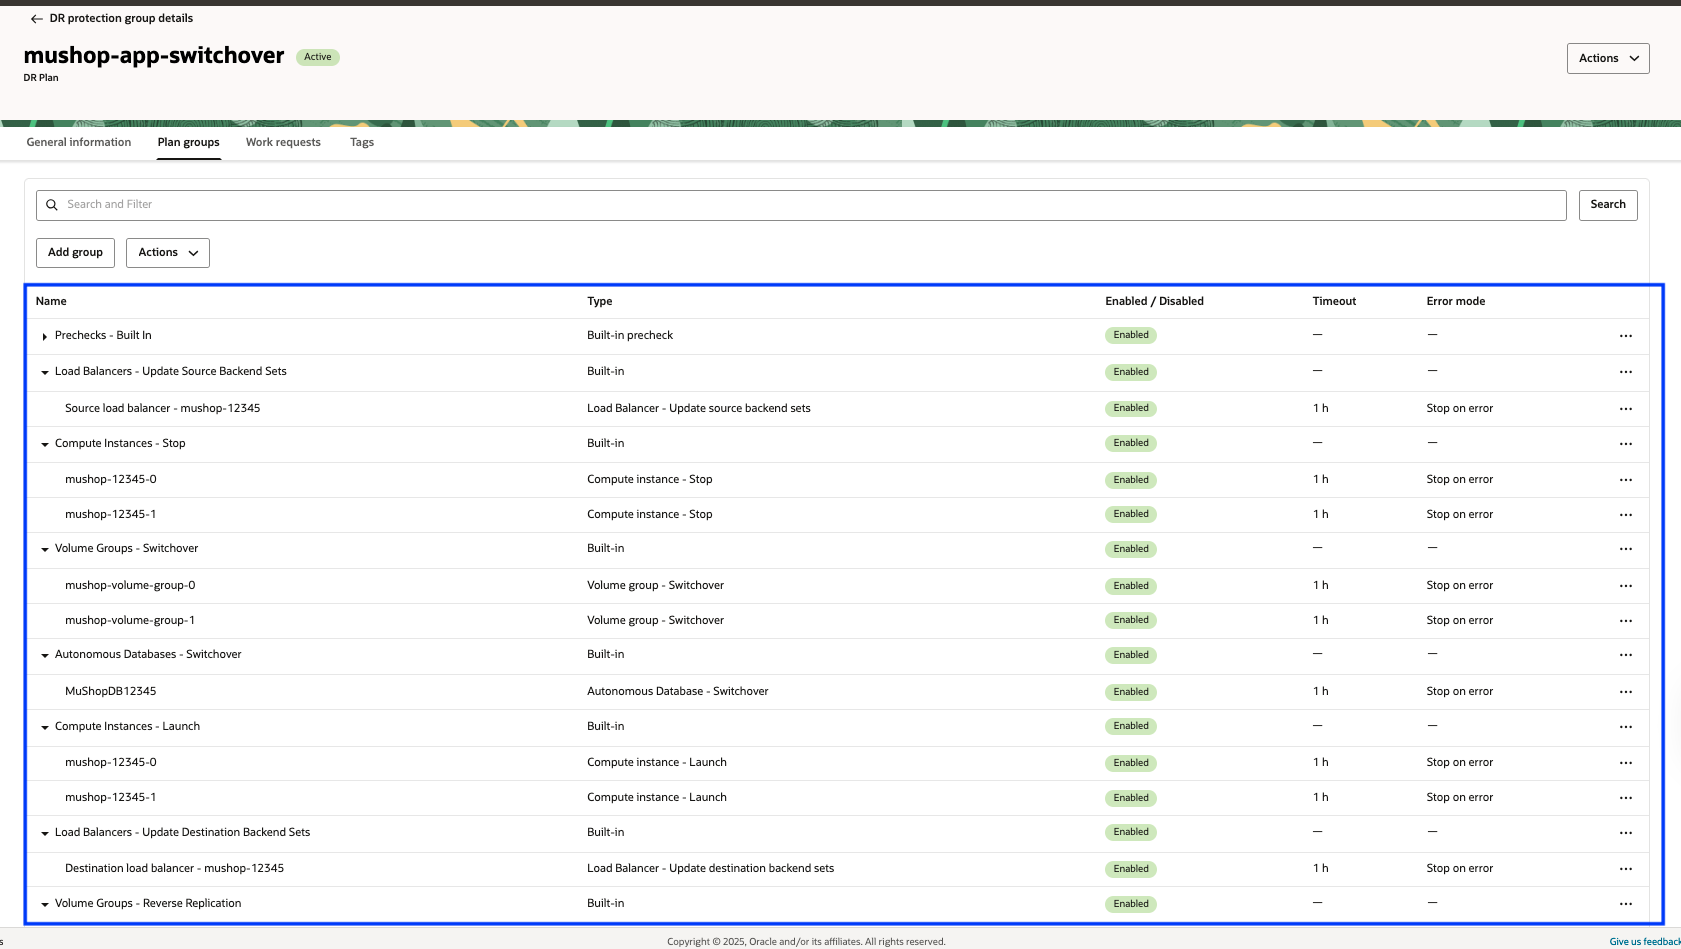 DR protection group details
mushop-app-switchover Active
DR Plan
Actions
General information Plan groups Work requests Tags
Search and Filter
Search
Add group Actions
Name Type Enabled / Disabled Timeout Error mode
Prechecks - Built In Built-in precheck Enabled — — ...
Load Balancers - Update Source Backend Sets Built-in Enabled — — ...
Source load balancer - mushop-12345 Load Balancer - Update source backend sets Enabled 1 h Stop on error ...
Compute Instances - Stop Built-in Enabled — — ...
mushop-12345-0 Compute instance - Stop Enabled 1 h Stop on error ...
mushop-12345-1 Compute instance - Stop Enabled 1 h Stop on error ...
Volume Groups - Switchover Built-in Enabled — — ...
mushop-volume-group-0 Volume group - Switchover Enabled 1 h Stop on error ...
mushop-volume-group-1 Volume group - Switchover Enabled 1 h Stop on error ...
Autonomous Databases - Switchover Built-in Enabled — — ...
MuShopDB12345 Autonomous Database - Switchover Enabled 1 h Stop on error ...
Compute Instances - Launch Built-in Enabled — — ...
mushop-12345-0 Compute instance - Launch Enabled 1 h Stop on error ...
mushop-12345-1 Compute instance - Launch Enabled 1 h Stop on error ...
Load Balancers - Update Destination Backend Sets Built-in Enabled — — ...
Destination load balancer - mushop-12345 Load Balancer - Update destination backend sets Enabled 1 h Stop on error ...
Volume Groups - Reverse Replication Built-in Enabled — — ...
s Copyright © 2025, Oracle and/or its affiliates. All rights reserved. Give us feedback